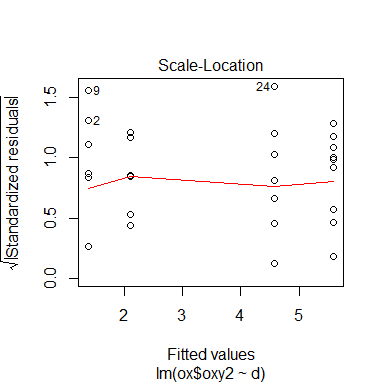 Scale-Location
√|Standardized residuals|
0.0 0.5 1.0 1.5
9
2
24
2 3 4 5
Fitted values
lm(ox$oxy2 ~ d)